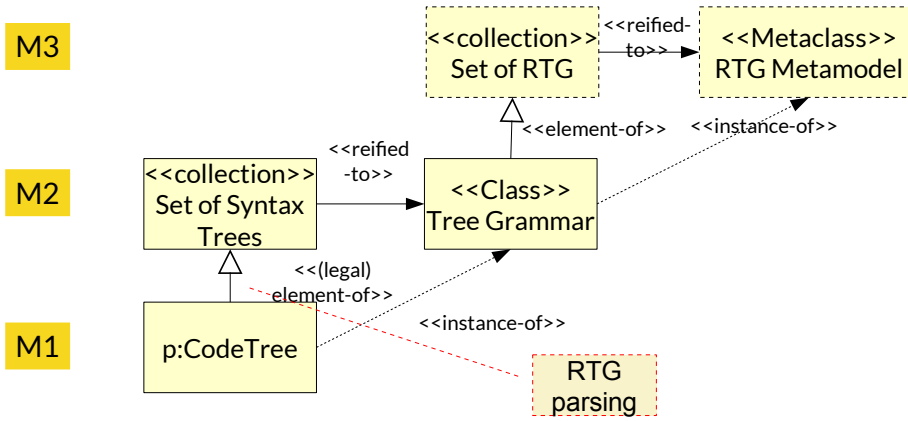 M3
<<collection>>
Set of RTG
<<reified-
to>>
<<Metaclass>>
RTG Metamodel
<<element-of>>
<<instance-of>>
M2
<<collection>>
Set of Syntax
Trees
<<reified
-to>>
<<Class>>
Tree Grammar
<<(legal)
element-of>>
M1
p:CodeTree
<<instance-of>>
RTG
parsing